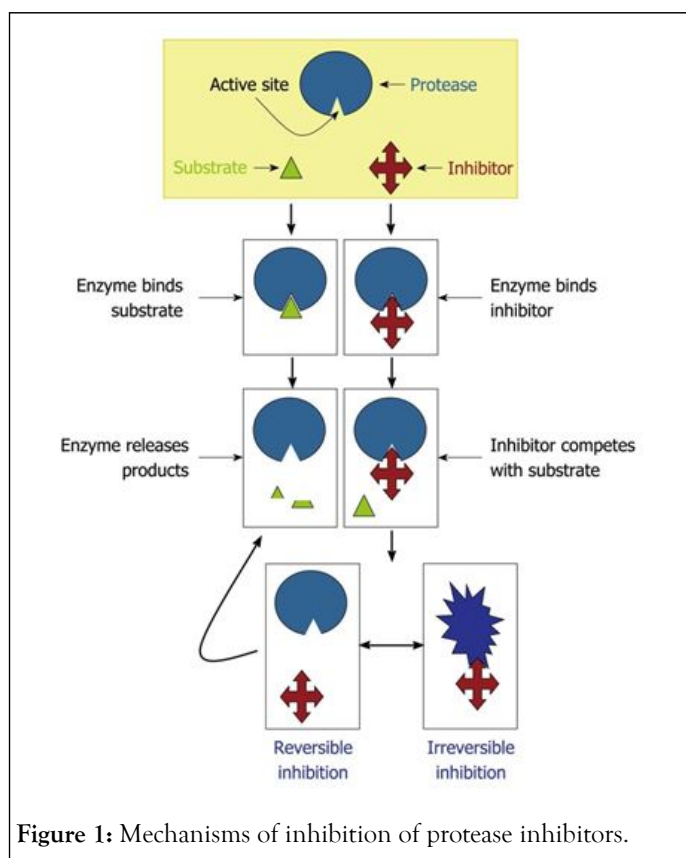 Active site
Protease
Substrate
Inhibitor
Enzyme binds
substrate
Enzyme binds
inhibitor
Enzyme releases
products
Inhibitor competes
with substrate
Reversible
inhibition
Irreversible
inhibition
Figure 1: Mechanisms of inhibition of protease inhibitors.